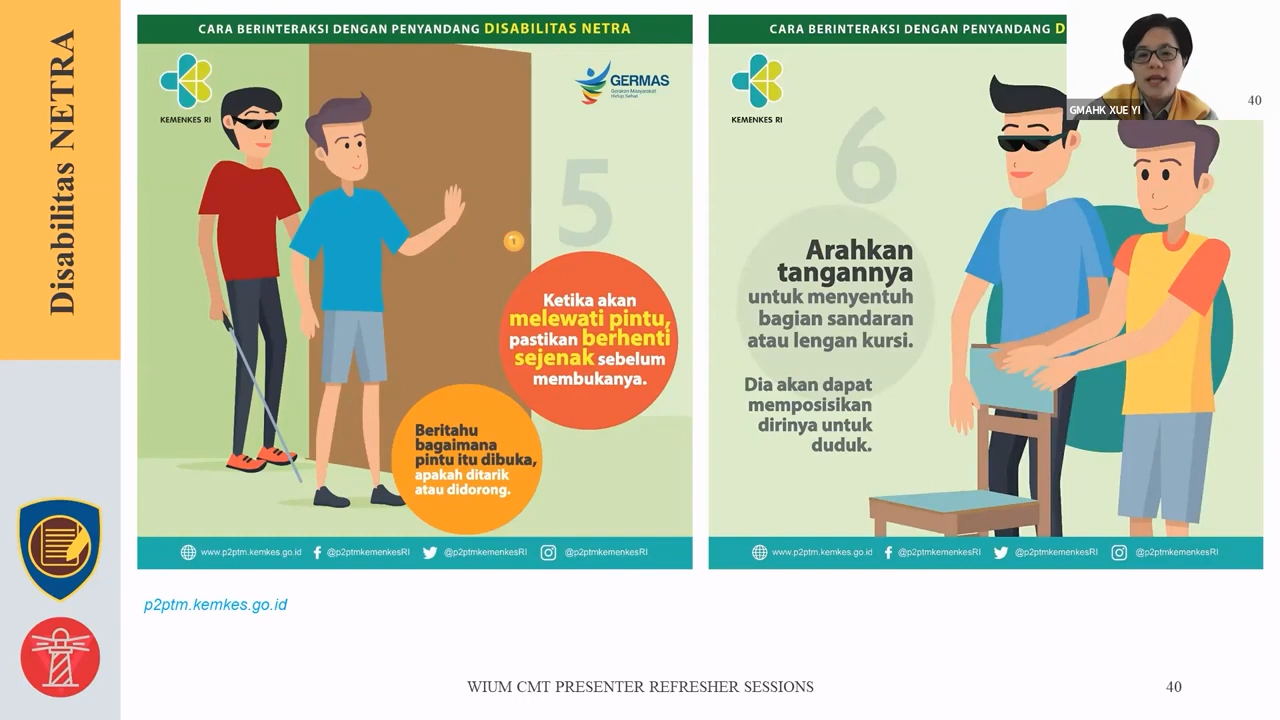 Disabilitas NETRA
CARA BERINTERAKSI DENGAN PENYANDANG DISABILITAS NETRA
KEMENKES RI
GERMAS
Gerakan Masyarakat
Hidup Sehat
5
Ketika akan
melewati pintu,
pastikan berhenti
sejenak sebelum
membukanya.
Beritahu
bagaimana
pintu itu dibuka,
apakah ditarik
atau didorong.
www.p2ptm.kemkes.go.id @p2ptmkemenkesRI @p2ptmkemenkesRI @p2ptmkemenkesRI
CARA BERINTERAKSI DENGAN PENYANDANG D
KEMENKES RI
6
Arahkan
tangannya
untuk menyentuh
bagian sandaran
atau lengan kursi.
Dia akan dapat
memposisikan
dirinya untuk
duduk.
www.p2ptm.kemkes.go.id @p2ptmkemenkesRI @p2ptmkemenkesRI @p2ptmkemenkesRI
GMAHK XUE YI
40
p2ptm.kemkes.go.id
WIUM CMT PRESENTER REFRESHER SESSIONS
40